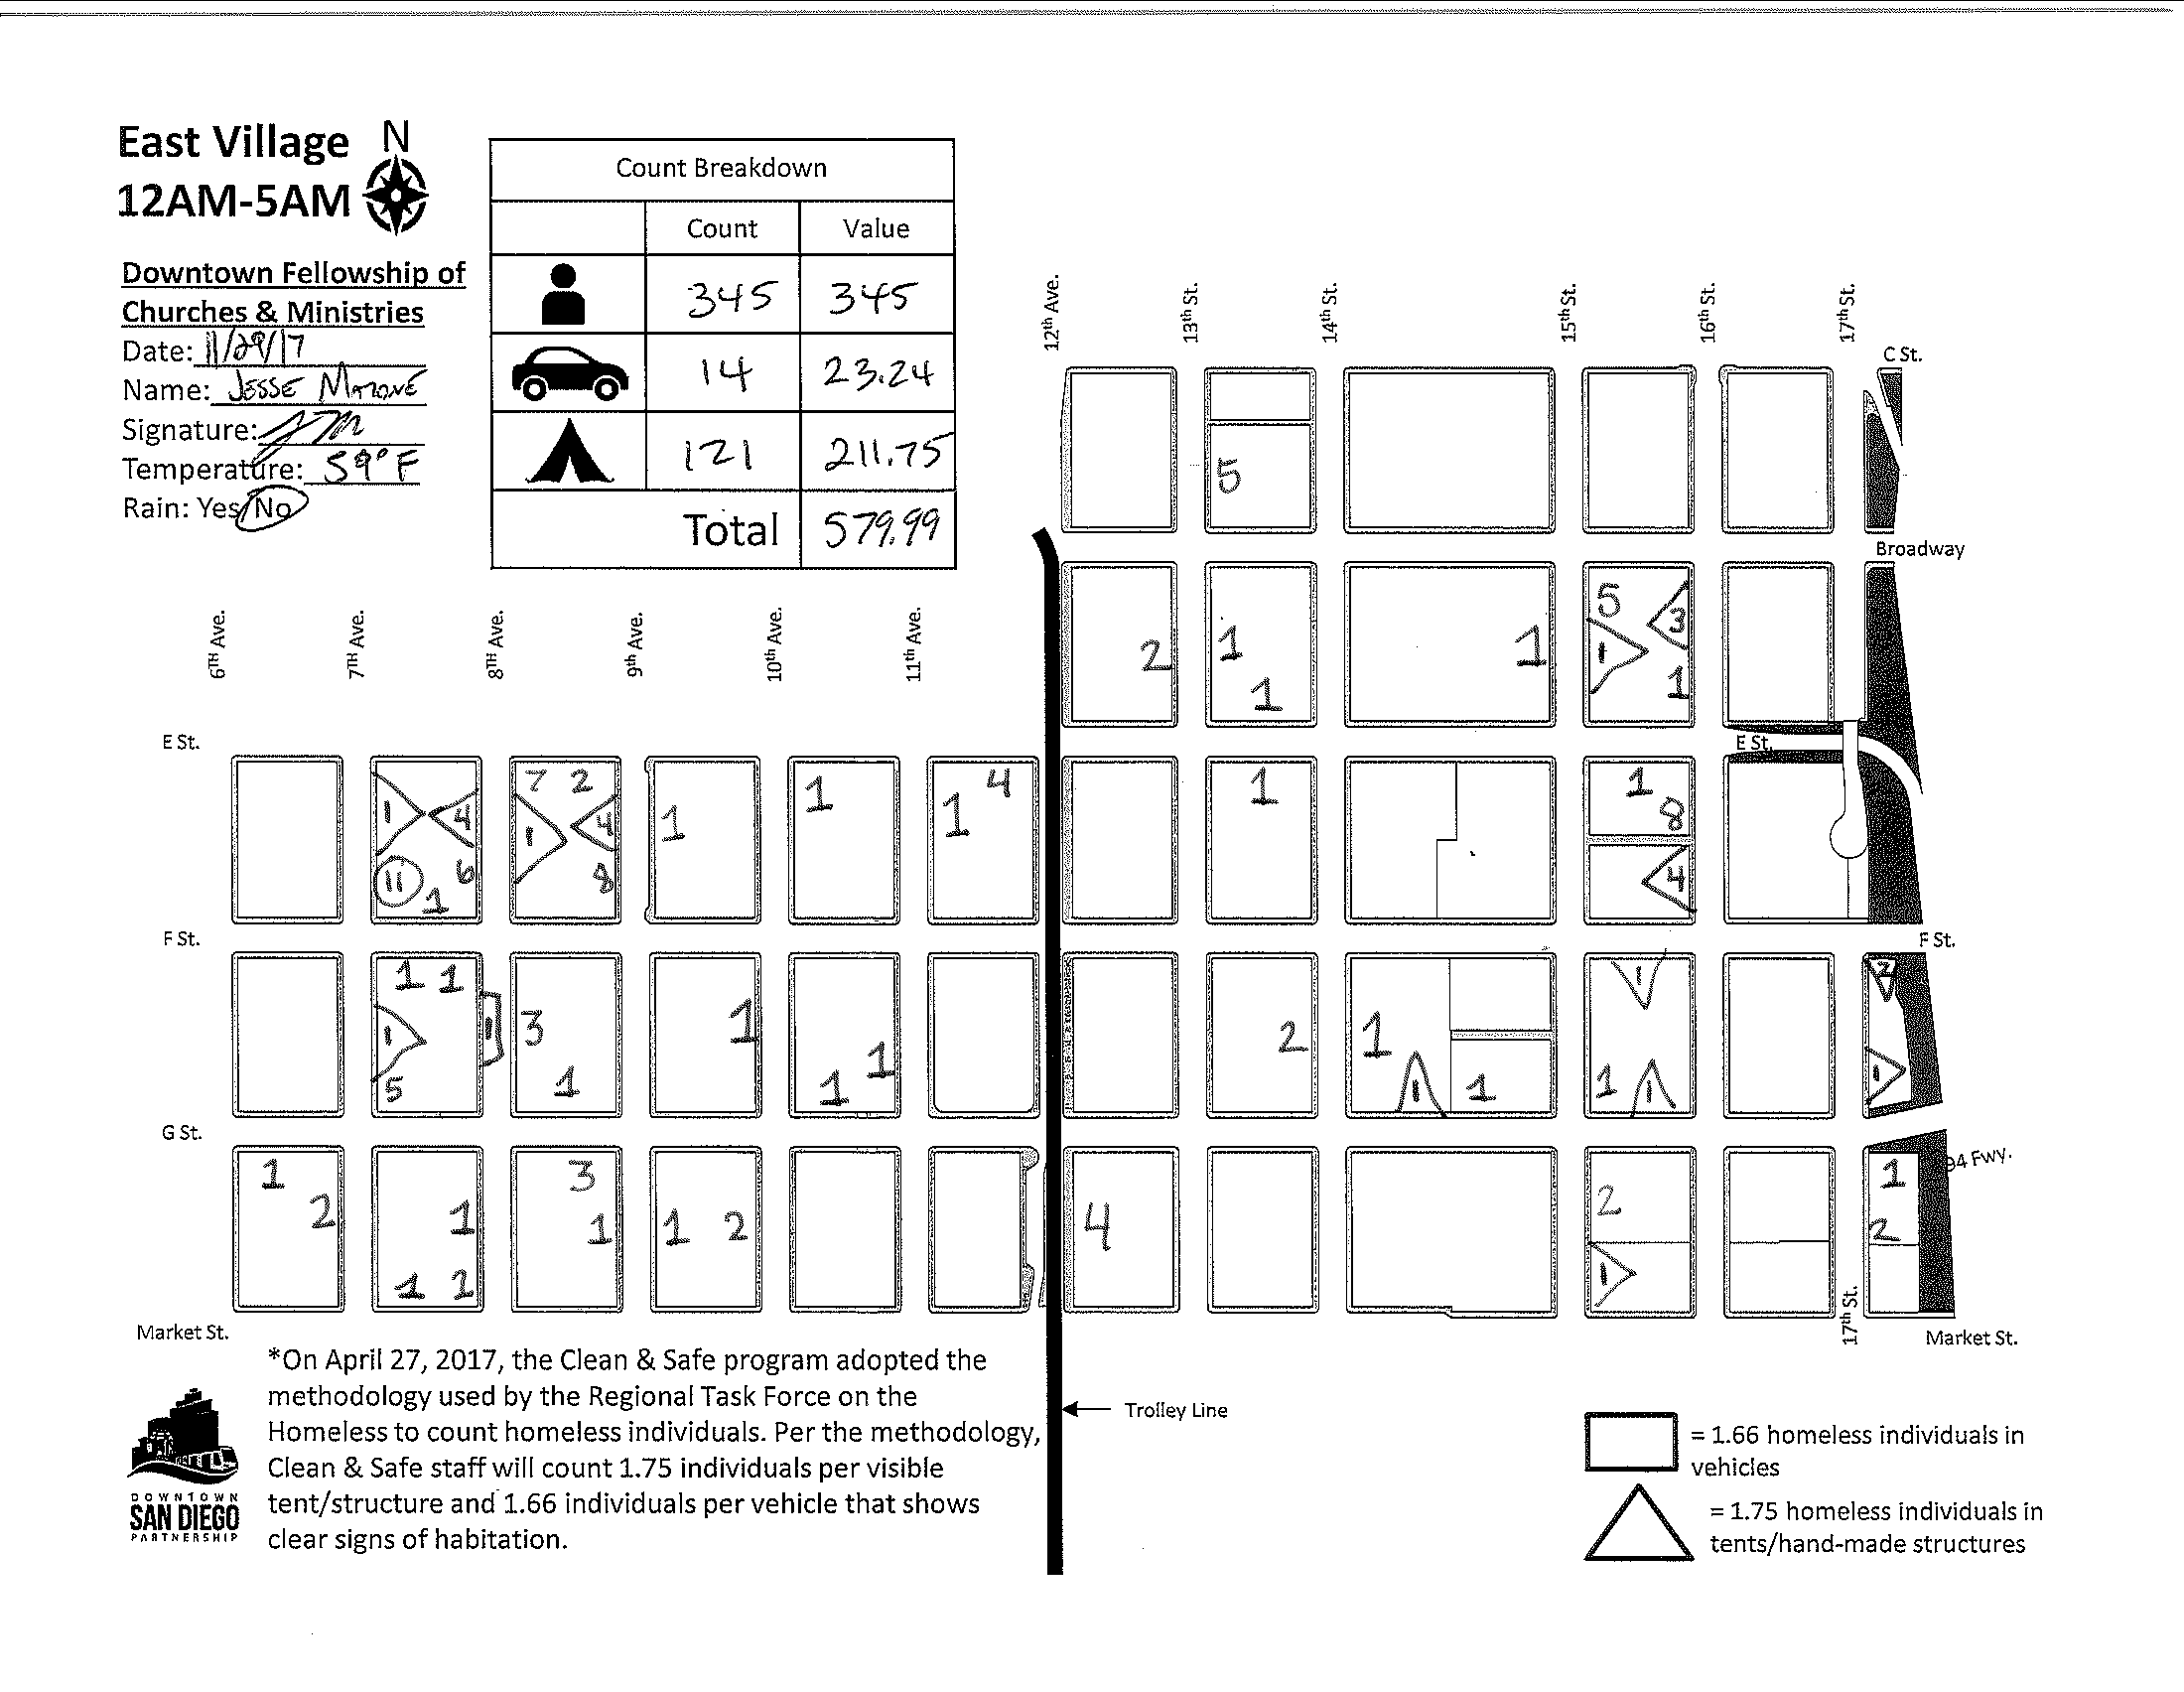 East Village N
12AM-5AM
Downtown Fellowship of
Churches & Ministries
Date: 11/29/17
Name: JESSE
Signature:
Temperature: 59°F
Rain: Yes/No
Count Breakdown
Count Value
345 345
14 23.24
121 211.75
Total 579.99
12th Ave.
13th St.
14th St.
15th St.
16th St.
17th St.
C St.
5
Broadway
5 3
2 1 1 1 1
1
6TH Ave.
7TH Ave.
8TH Ave.
9th Ave.
10th Ave.
11th Ave.
E St.
E St.
1 4 7 2 1 4 1 1 1 4 1 1 8
11 1 6 8 4
F St.
F St.
1 1 1 2
1 1 3 1 2 1 1
5 1 1 1 1 1 1 1
G St.
94 FWY.
1 2 1 3 1 1 2 4 2 1 2
1 2 1
17th St.
Market St.
Market St.
*On April 27, 2017, the Clean & Safe program adopted the
methodology used by the Regional Task Force on the
Homeless to count homeless individuals. Per the methodology,
Clean & Safe staff will count 1.75 individuals per visible
tent/structure and 1.66 individuals per vehicle that shows
clear signs of habitation.
DOWNTOWN
SAN DIEGO
PARTNERSHIP
Trolley Line
= 1.66 homeless individuals in
vehicles
= 1.75 homeless individuals in
tents/hand-made structures